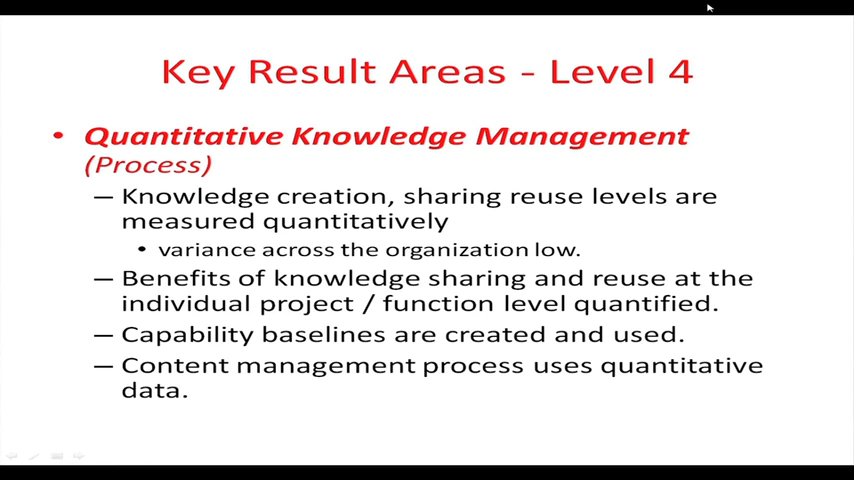 Key Result Areas - Level 4
• Quantitative Knowledge Management
(Process)
– Knowledge creation, sharing reuse levels are
measured quantitatively
• variance across the organization low.
– Benefits of knowledge sharing and reuse at the
individual project / function level quantified.
– Capability baselines are created and used.
– Content management process uses quantitative
data.